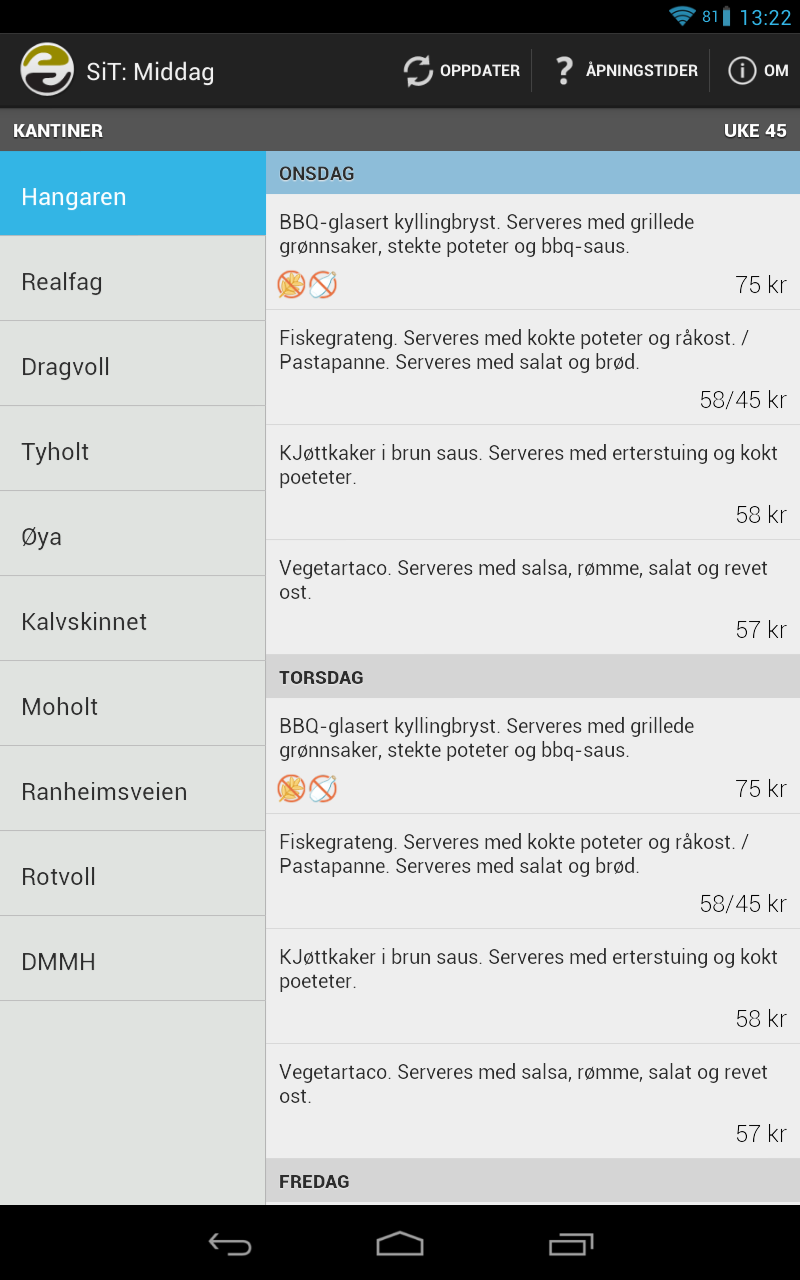 81 13:22
SiT: Middag
OPPDATER
ÅPNINGSTIDER
OM
KANTINER
UKE 45
Hangaren
Realfag
Dragvoll
Tyholt
Øya
Kalvskinnet
Moholt
Ranheimsveien
Rotvoll
DMMH
ONSDAG
BBQ-glasert kyllingbryst. Serveres med grillede
grønnsaker, stekte poteter og bbq-saus.
75 kr
Fiskegrateng. Serveres med kokte poteter og råkost. /
Pastapanne. Serveres med salat og brød.
58/45 kr
KJøttkaker i brun saus. Serveres med erterstuing og kokt
poeteter.
58 kr
Vegetartaco. Serveres med salsa, rømme, salat og revet
ost.
57 kr
TORSDAG
BBQ-glasert kyllingbryst. Serveres med grillede
grønnsaker, stekte poteter og bbq-saus.
75 kr
Fiskegrateng. Serveres med kokte poteter og råkost. /
Pastapanne. Serveres med salat og brød.
58/45 kr
KJøttkaker i brun saus. Serveres med erterstuing og kokt
poeteter.
58 kr
Vegetartaco. Serveres med salsa, rømme, salat og revet
ost.
57 kr
FREDAG